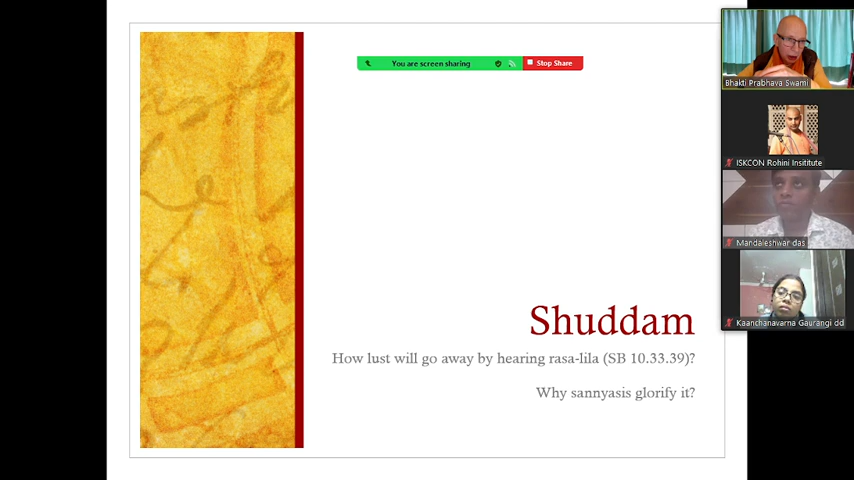 You are screen sharing
Stop Share
Bhakti Prabhava Swami
ISKCON Rohini Insititute
Mandaleshwar das
Kaanchanavarna Gaurangi dd
Shuddam
How lust will go away by hearing rasa-lila (SB 10.33.39)?
Why sannyasis glorify it?